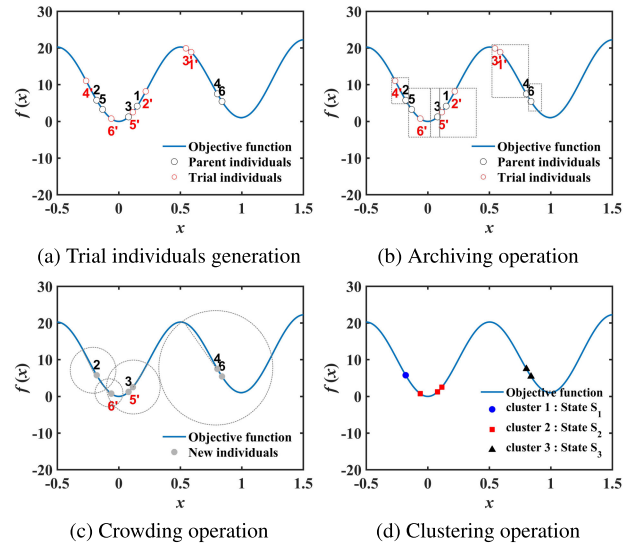 30
20
10
0
-10
-20
f (x)
4
2
5
6'
3
1
5'
2'
3'
1'
4
6
Objective function
Parent individuals
Trial individuals
-0.5 0 0.5 1 1.5
x
(a) Trial individuals generation
30
20
10
0
-10
-20
f (x)
4
2
5
6'
3
1
5'
2'
3'
1'
4
6
Objective function
Parent individuals
Trial individuals
-0.5 0 0.5 1 1.5
x
(b) Archiving operation
30
20
10
0
-10
-20
f (x)
2
6'
3
5'
4
6
Objective function
New individuals
-0.5 0 0.5 1 1.5
x
(c) Crowding operation
30
20
10
0
-10
-20
f (x)
Objective function
cluster 1 : State S1
cluster 2 : State S2
cluster 3 : State S3
-0.5 0 0.5 1 1.5
x
(d) Clustering operation